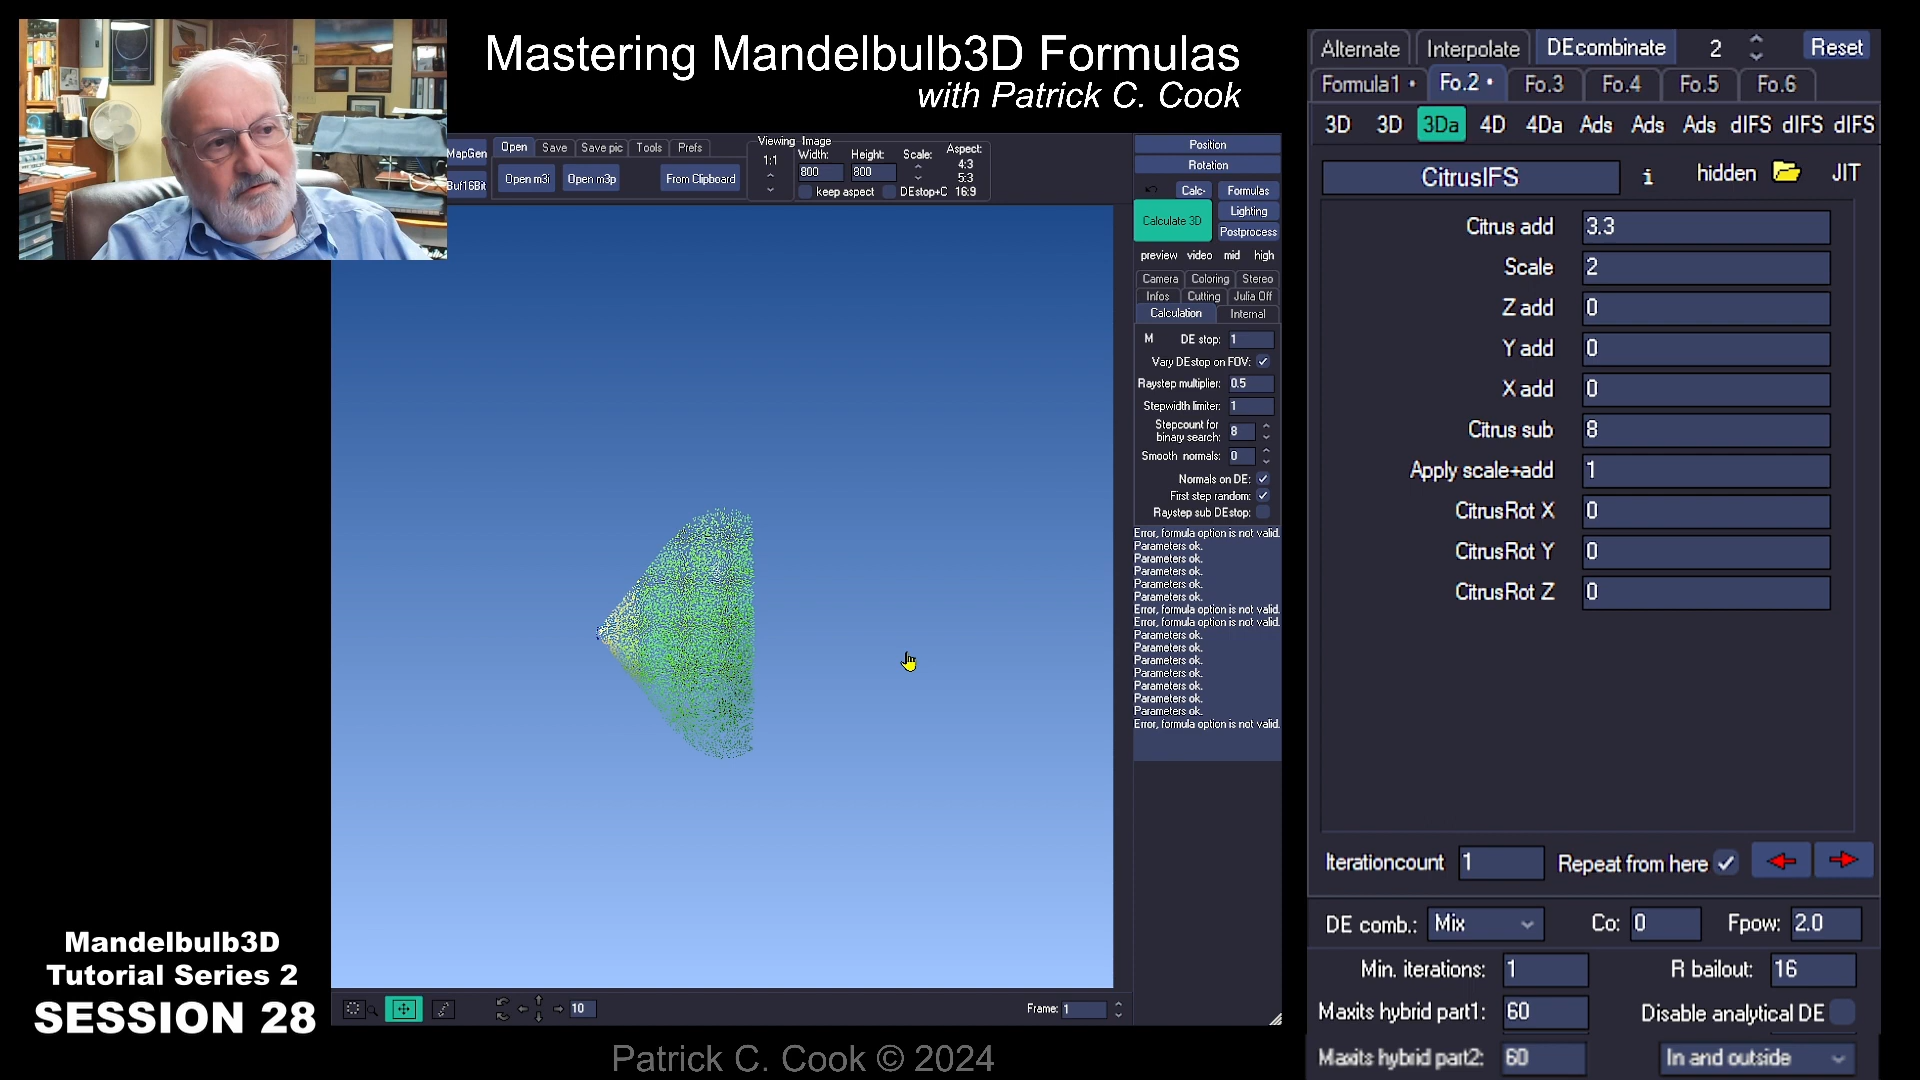 Mastering Mandelbulb3D Formulas
with Patrick C. Cook
MapGen
Buf16Bit
Open Save Save pic Tools Prefs
Open m3i Open m3p From Clipboard
Viewing Image
1:1
Width: Height: Scale: Aspect:
800 800
4:3
5:3
16:9
keep aspect DEstop+C
Position
Rotation
Calc- Formulas
Calculate 3D Lighting
Postprocess
preview video mid high
Camera Coloring Stereo
Infos Cutting Julia Off
Calculation Internal
M DE stop: 1
Vary DEstop on FOV:
Raystep multiplier: 0.5
Stepwidth limiter: 1
Stepcount for
binary search: 8
Smooth normals: 0
Normals on DE:
First step random:
Raystep sub DEstop:
Error, formula option is not valid.
Parameters ok.
Parameters ok.
Parameters ok.
Parameters ok.
Parameters ok.
Error, formula option is not valid.
Error, formula option is not valid.
Parameters ok.
Parameters ok.
Parameters ok.
Parameters ok.
Parameters ok.
Parameters ok.
Parameters ok.
Error, formula option is not valid.
10
Frame: 1
Alternate Interpolate DEcombinate 2 Reset
Formula1 • Fo.2 • Fo.3 Fo.4 Fo.5 Fo.6
3D 3D 3Da 4D 4Da Ads Ads Ads dIFS dIFS dIFS
CitrusIFS i hidden JIT
Citrus add 3.3
Scale 2
Z add 0
Y add 0
X add 0
Citrus sub 8
Apply scale+add 1
CitrusRot X 0
CitrusRot Y 0
CitrusRot Z 0
Iterationcount 1 Repeat from here
DE comb.: Mix Co: 0 Fpow: 2.0
Min. iterations: 1 R bailout: 16
Maxits hybrid part1: 60 Disable analytical DE
Maxits hybrid part2: 60 In and outside
Mandelbulb3D
Tutorial Series 2
SESSION 28
Patrick C. Cook © 2024